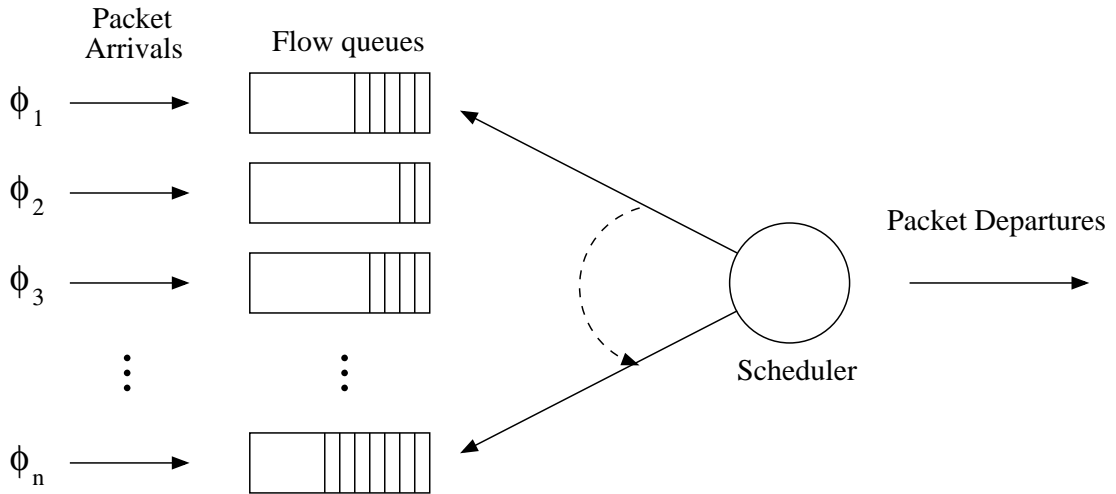 Packet
Arrivals
Flow queues
ϕ1
ϕ2
ϕ3
ϕn
Packet Departures
Scheduler